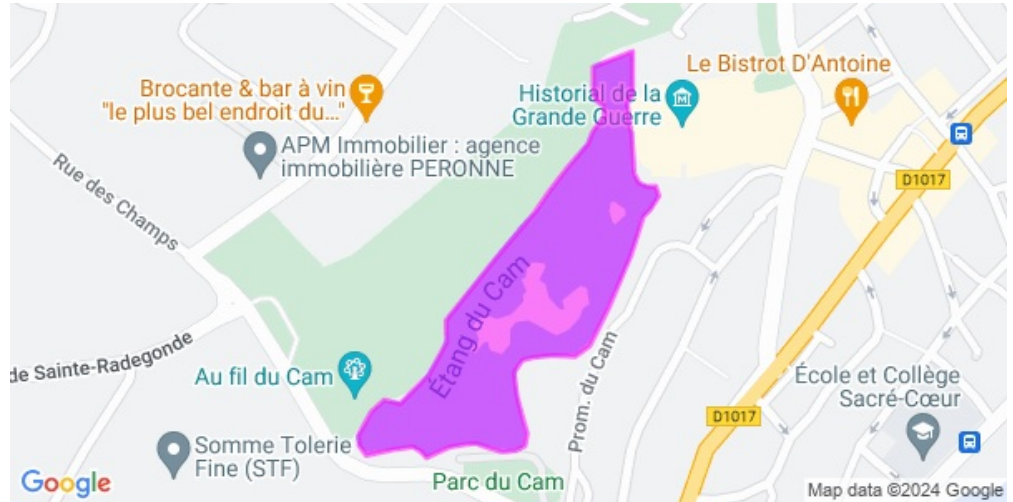 Brocante & bar à vin
"le plus bel endroit du..."
Le Bistrot D'Antoine
Historial de la
Grande Guerre
APM Immobilier : agence
immobilière PERONNE
D1017
Rue des Champs
Étang du Cam
de Sainte-Radegonde
Au fil du Cam
Prom. du Cam
École et Collège
Sacré-Cœur
D1017
Somme Tolerie
Fine (STF)
Parc du Cam
Google
Map data ©2024 Google